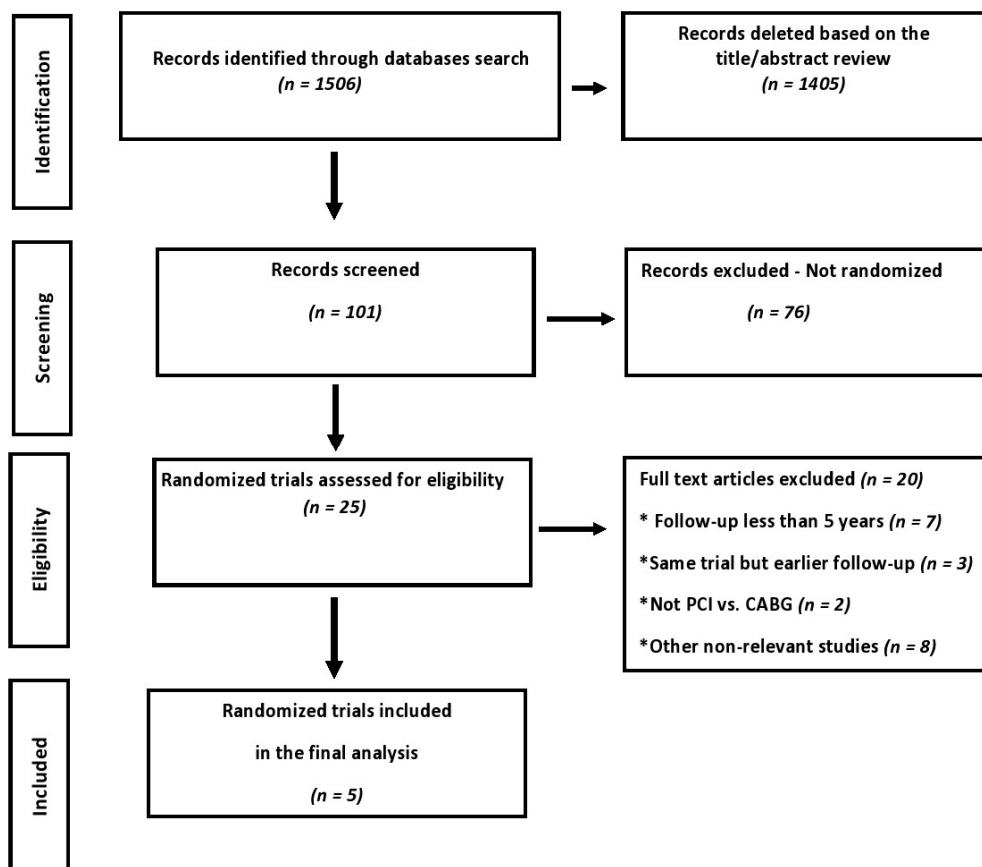 Identification
Records identified through databases search
(n = 1506)
Records deleted based on the
title/abstract review
(n = 1405)
Screening
Records screened
(n = 101)
Records excluded - Not randomized
(n = 76)
Eligibility
Randomized trials assessed for eligibility
(n = 25)
Full text articles excluded (n = 20)
* Follow-up less than 5 years (n = 7)
*Same trial but earlier follow-up (n = 3)
*Not PCI vs. CABG (n = 2)
*Other non-relevant studies (n = 8)
Included
Randomized trials included
in the final analysis
(n = 5)